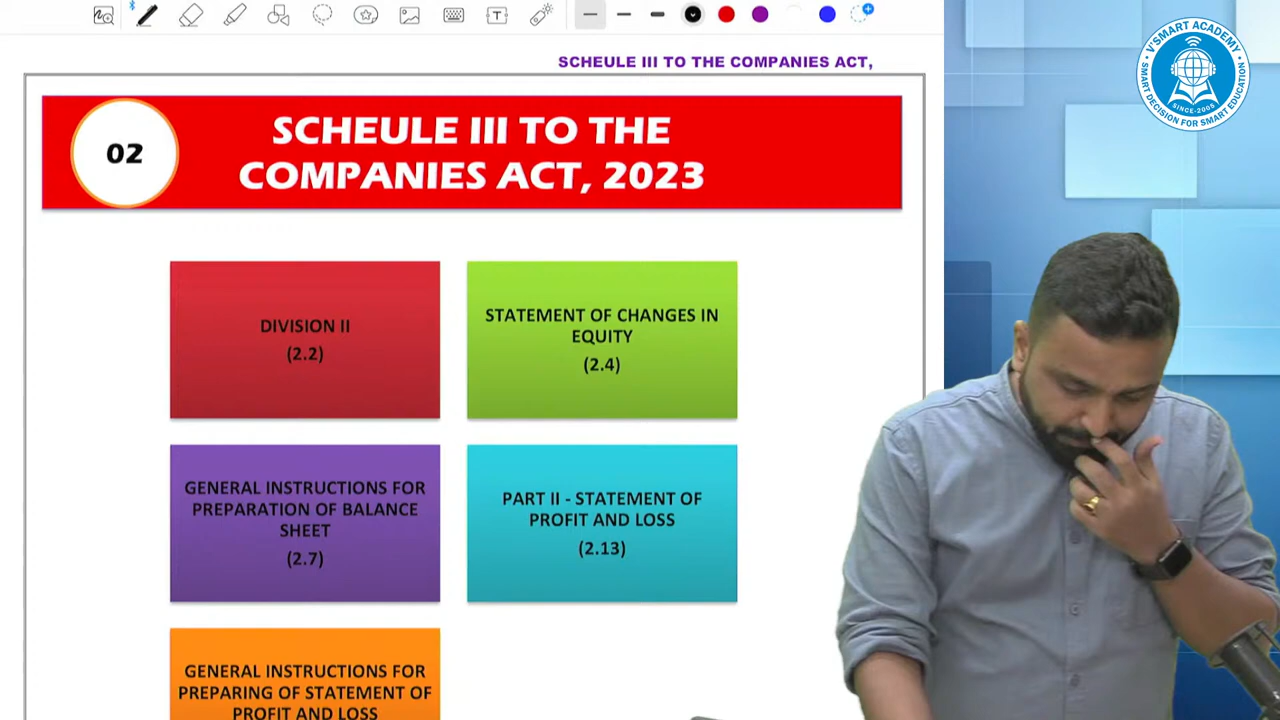 SCHEULE III TO THE COMPANIES ACT,
V'SMART ACADEMY
SINCE-2005
SMART DECISION FOR SMART EDUCATION
02
SCHEULE III TO THE
COMPANIES ACT, 2023
DIVISION II
(2.2)
STATEMENT OF CHANGES IN
EQUITY
(2.4)
GENERAL INSTRUCTIONS FOR
PREPARATION OF BALANCE
SHEET
(2.7)
PART II - STATEMENT OF
PROFIT AND LOSS
(2.13)
GENERAL INSTRUCTIONS FOR
PREPARING OF STATEMENT OF
PROFIT AND LOSS